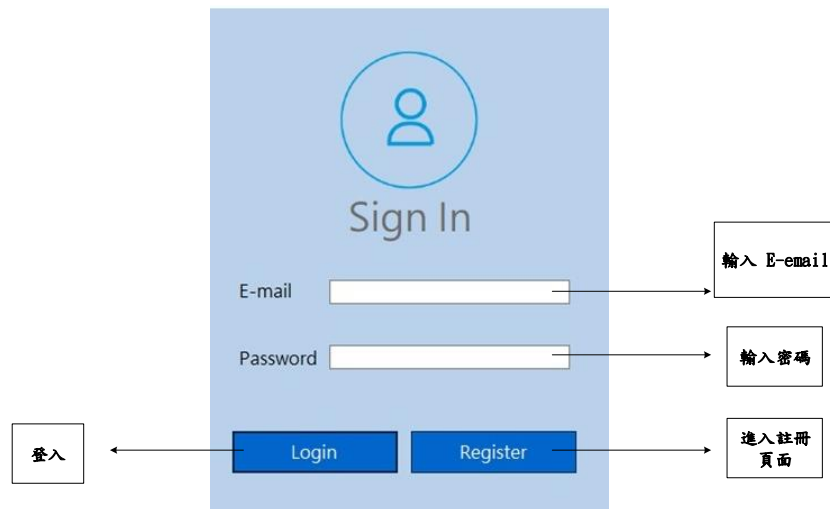 Sign In
E-mail
輸入 E-email
Password
輸入密碼
登入
Login
Register
進入註冊
頁面